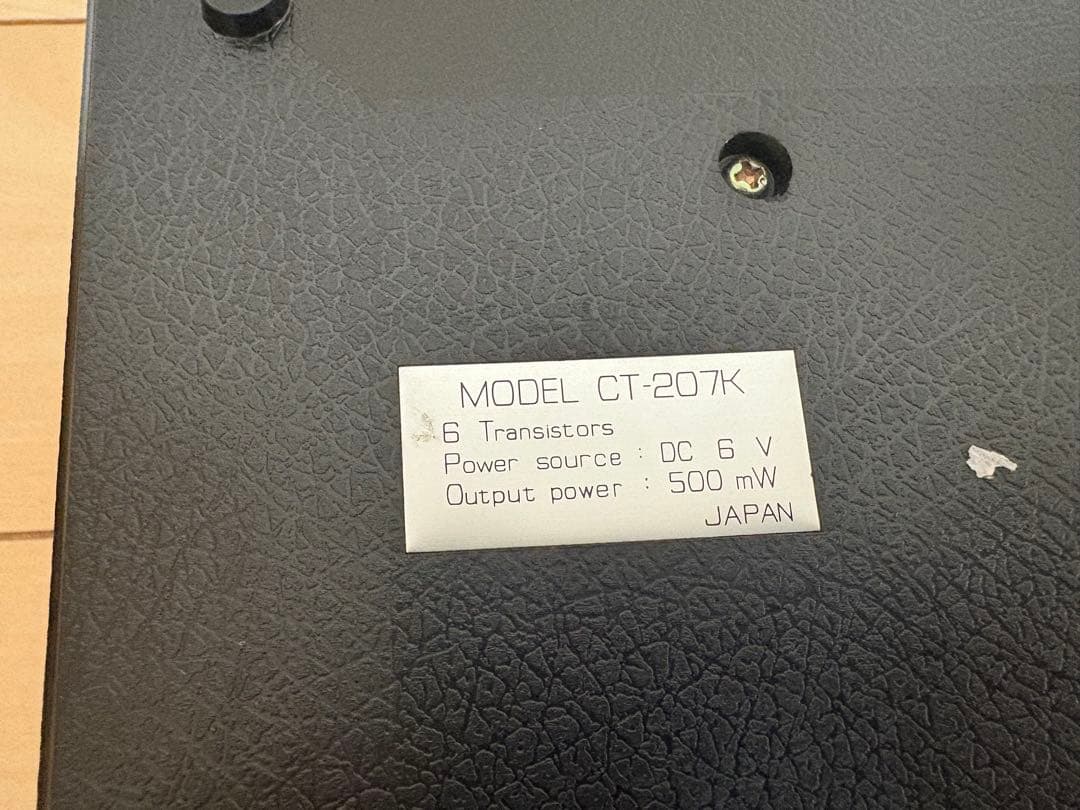 MODEL CT-207K
6 Transistors
Power source : DC 6 V
Output power : 500 mW
JAPAN